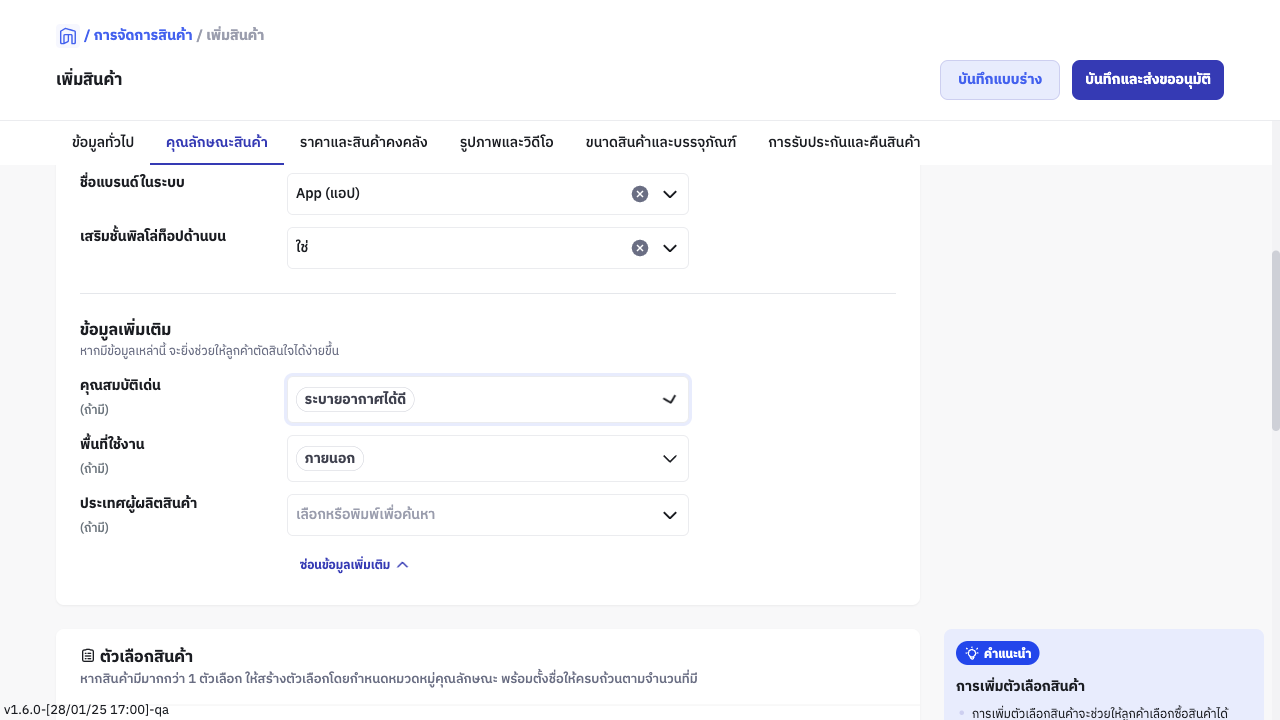 / การจัดการสินค้า / เพิ่มสินค้า
เพิ่มสินค้า
บันทึกแบบร่าง
บันทึกและส่งขออนุมัติ
ข้อมูลทั่วไป
คุณลักษณะสินค้า
ราคาและสินค้าคงคลัง
รูปภาพและวิดีโอ
ขนาดสินค้าและบรรจุภัณฑ์
การรับประกันและคืนสินค้า
ชื่อแบรนด์ในระบบ
App (แอป)
เสริมชั้นพิลโล่ท็อปด้านบน
ใช่
ข้อมูลเพิ่มเติม
หากมีข้อมูลเหล่านี้ จะยิ่งช่วยให้ลูกค้าตัดสินใจได้ง่ายขึ้น
คุณสมบัติเด่น
(ถ้ามี)
ระบายอากาศได้ดี
พื้นที่ใช้งาน
(ถ้ามี)
ภายนอก
ประเทศผู้ผลิตสินค้า
(ถ้ามี)
เลือกหรือพิมพ์เพื่อค้นหา
ซ่อนข้อมูลเพิ่มเติม
ตัวเลือกสินค้า
หากสินค้ามีมากกว่า 1 ตัวเลือก ให้สร้างตัวเลือกโดยกำหนดหมวดหมู่คุณลักษณะ พร้อมตั้งชื่อให้ครบถ้วนตามจำนวนที่มี
คำแนะนำ
การเพิ่มตัวเลือกสินค้า
การเพิ่มตัวเลือกสินค้าจะช่วยให้ลูกค้าเลือกซื้อสินค้าได้
v1.6.0-[28/01/25 17:00]-qa